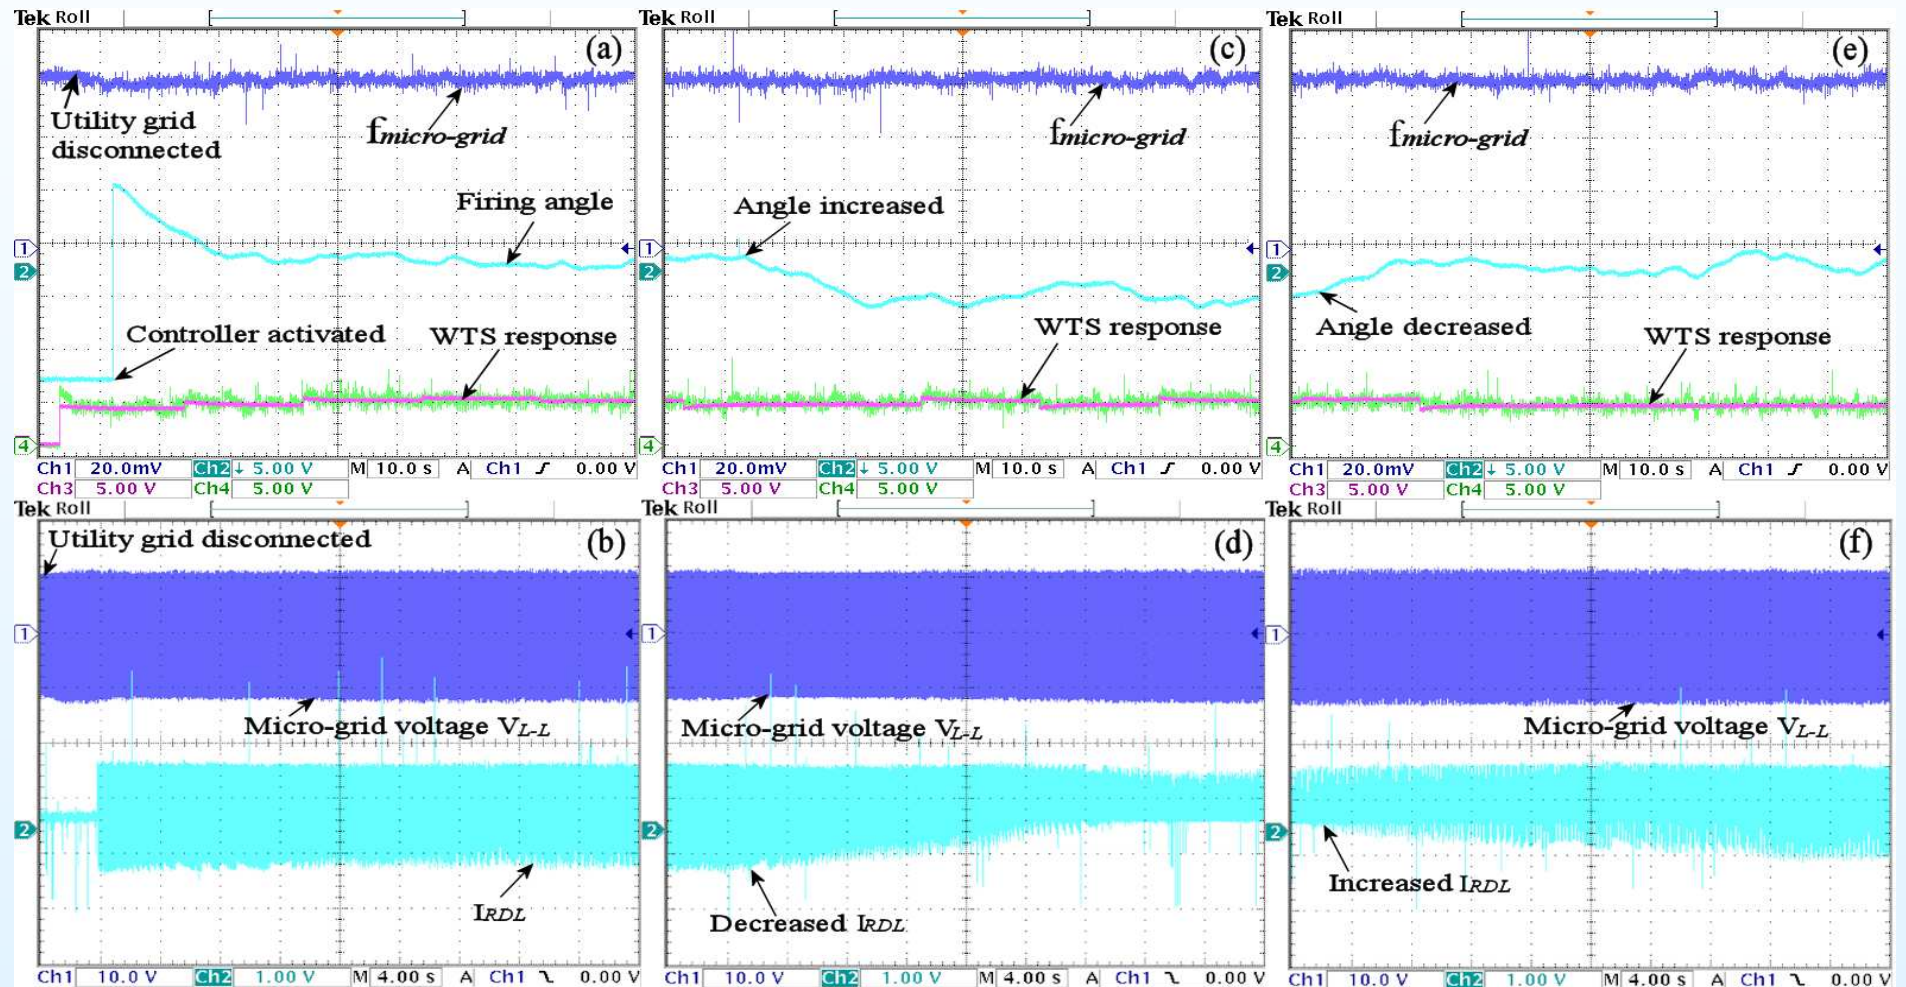 Tek Roll
(a)
Utility grid
disconnected
fmicro-grid
Firing angle
1
2
Controller activated
WTS response
4
Ch1 20.0mV Ch2 ↓ 5.00 V M 10.0 s A Ch1 ƒ 0.00 V
Ch3 5.00 V Ch4 5.00 V
Tek Roll
(c)
fmicro-grid
Angle increased
1
2
WTS response
4
Ch1 20.0mV Ch2 ↓ 5.00 V M 10.0 s A Ch1 ƒ 0.00 V
Ch3 5.00 V Ch4 5.00 V
Tek Roll
(e)
fmicro-grid
1
2
Angle decreased
WTS response
4
Ch1 20.0mV Ch2 ↓ 5.00 V M 10.0 s A Ch1 ƒ 0.00 V
Ch3 5.00 V Ch4 5.00 V
Tek Roll
Utility grid disconnected
(b)
1
Micro-grid voltage VL-L
2
IRDL
Ch1 10.0 V Ch2 1.00 V M 4.00 s A Ch1 0.00 V
Tek Roll
(d)
1
Micro-grid voltage VL-L
2
Decreased IRDL
Ch1 10.0 V Ch2 1.00 V M 4.00 s A Ch1 0.00 V
Tek Roll
(f)
1
Micro-grid voltage VL-L
2
Increased IRDL
Ch1 10.0 V Ch2 1.00 V M 4.00 s A Ch1 0.00 V